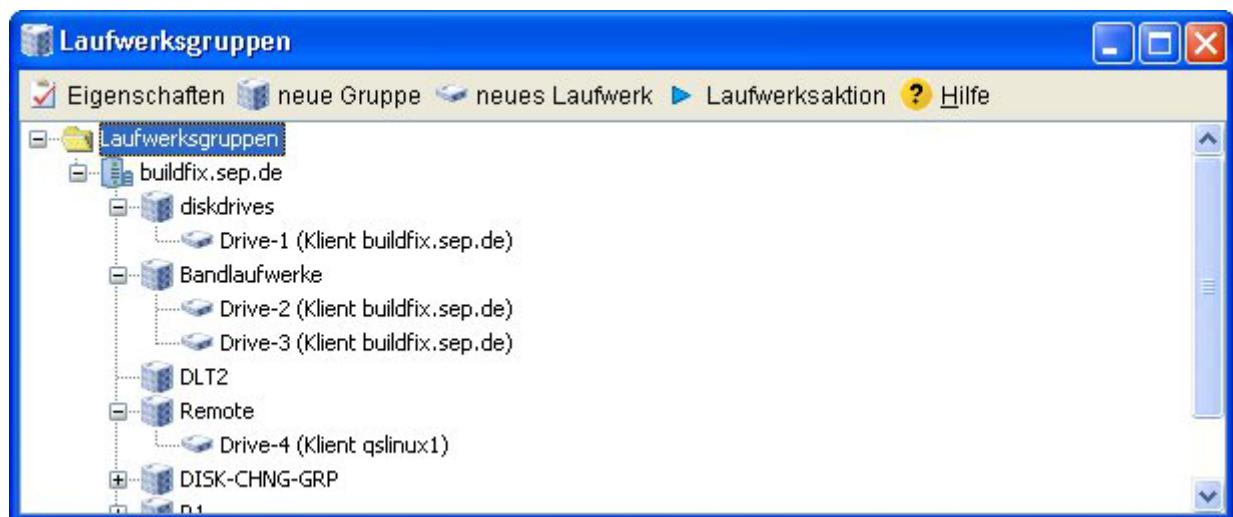 Laufwerksgruppen
Eigenschaften neue Gruppe neues Laufwerk Laufwerksaktion ? Hilfe
Laufwerksgruppen
buildfix.sep.de
diskdrives
Drive-1 (Klient buildfix.sep.de)
Bandlaufwerke
Drive-2 (Klient buildfix.sep.de)
Drive-3 (Klient buildfix.sep.de)
DLT2
Remote
Drive-4 (Klient qslinux1)
DISK-CHNG-GRP